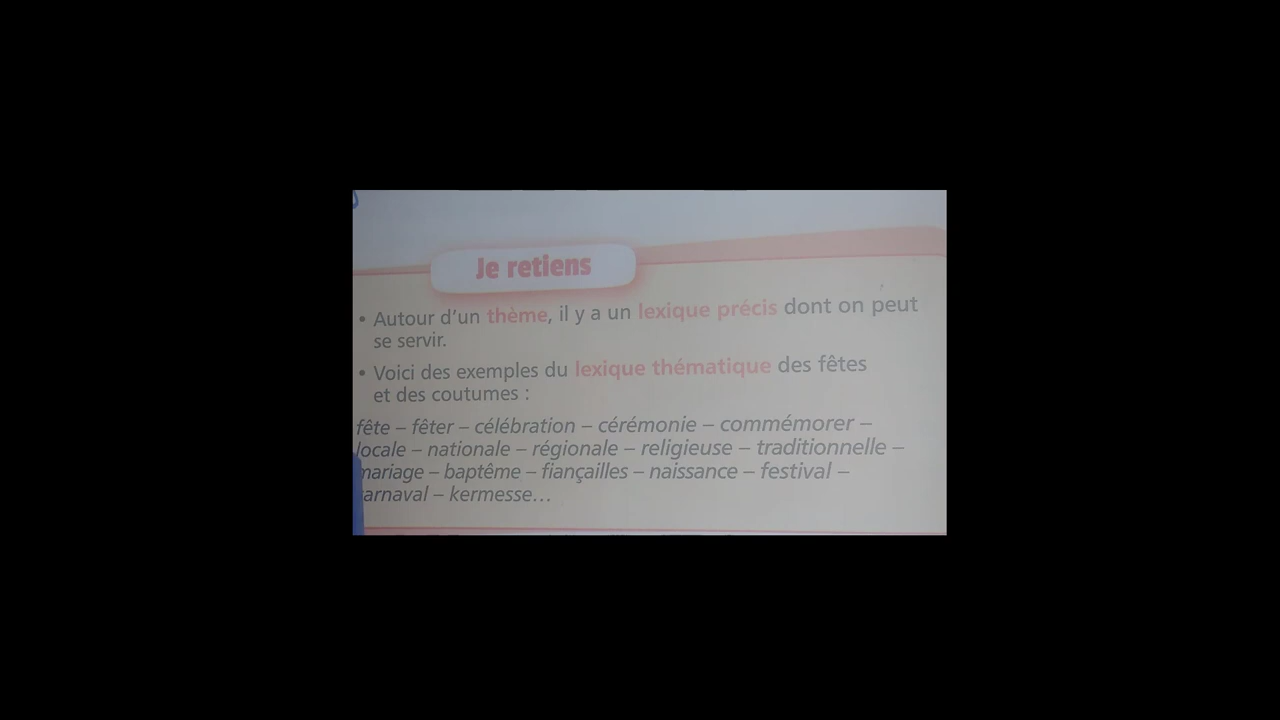 Je retiens
• Autour d'un thème, il y a un lexique précis dont on peut
se servir.
• Voici des exemples du lexique thématique des fêtes
et des coutumes :
fête – fêter – célébration – cérémonie – commémorer –
locale – nationale – régionale – religieuse – traditionnelle –
mariage – baptême – fiançailles – naissance – festival –
arnaval – kermesse...